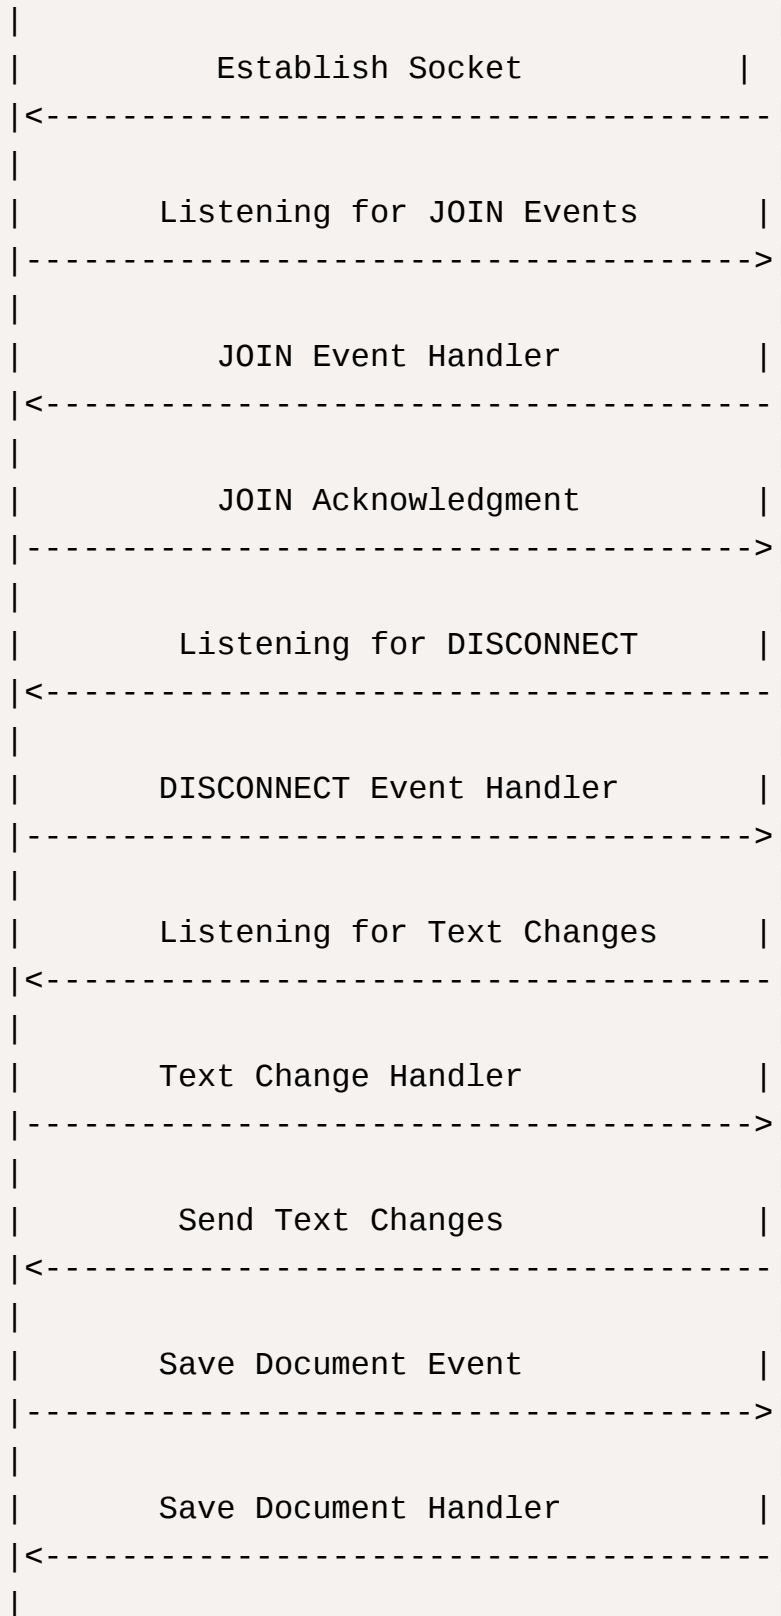 |
|          Establish Socket           |
|<--------------------------------------
|
|       Listening for JOIN Events      |
|-------------------------------------->
|
|          JOIN Event Handler          |
|<--------------------------------------
|
|          JOIN Acknowledgment         |
|-------------------------------------->
|
|        Listening for DISCONNECT      |
|<--------------------------------------
|
|       DISCONNECT Event Handler       |
|-------------------------------------->
|
|       Listening for Text Changes     |
|<--------------------------------------
|
|       Text Change Handler            |
|-------------------------------------->
|
|        Send Text Changes             |
|<--------------------------------------
|
|       Save Document Event            |
|-------------------------------------->
|
|       Save Document Handler          |
|<--------------------------------------
|